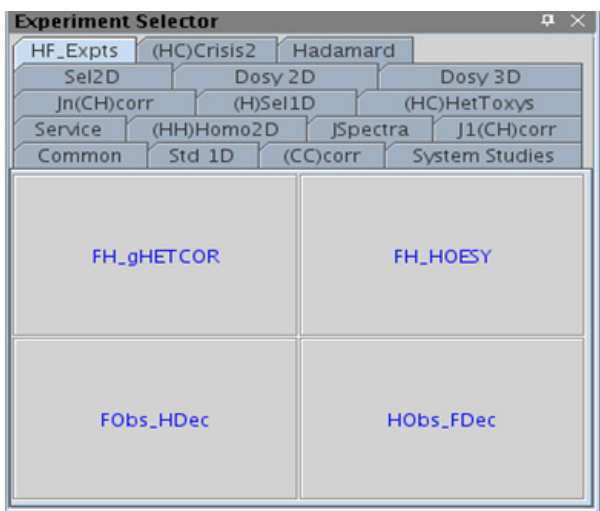 Experiment Selector
HF_Expts (HC)Crisis2 Hadamard
Sel2D Dosy 2D Dosy 3D
Jn(CH)corr (H)Sel1D (HC)HetToxys
Service (HH)Homo2D JSpectra J1(CH)corr
Common Std 1D (CC)corr System Studies
FH_gHETCOR FH_HOESY
FObs_HDec HObs_FDec